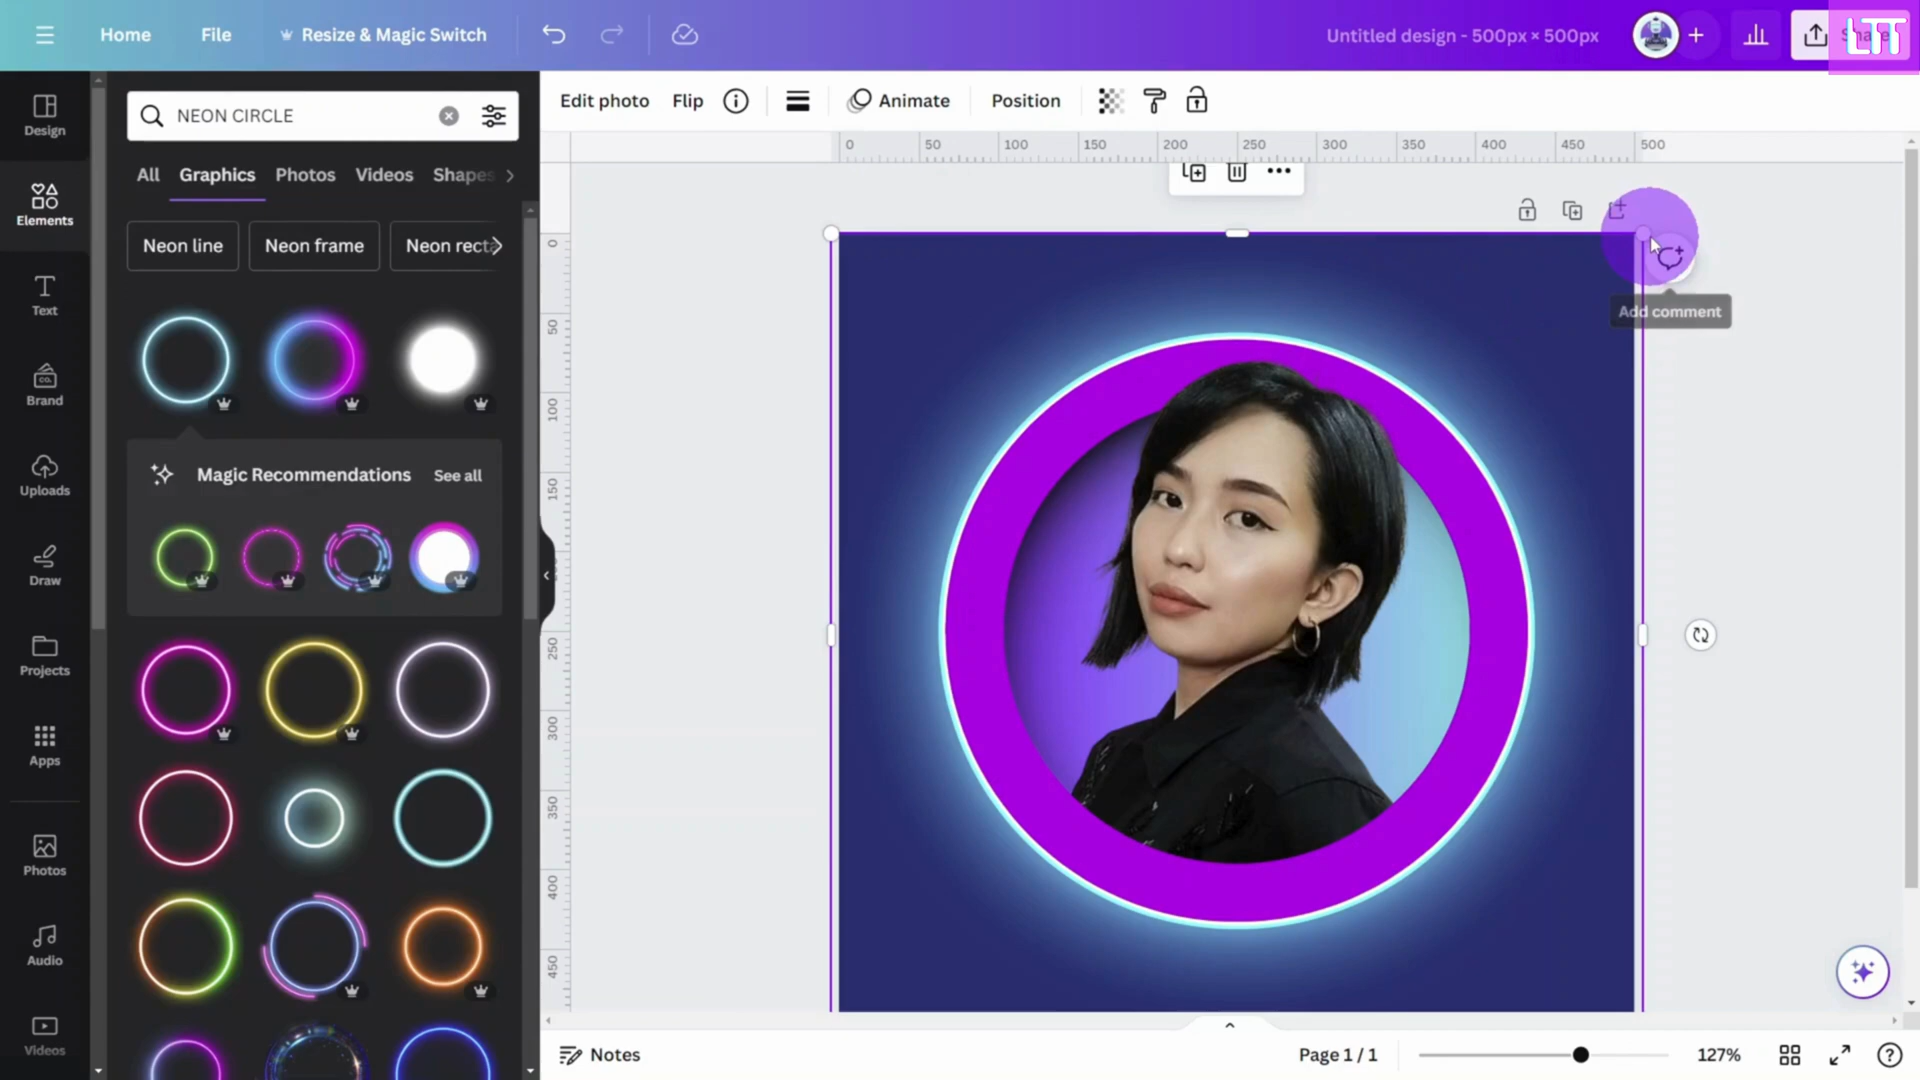 Home
File
Resize & Magic Switch
Untitled design - 500px × 500px
LTT
Design
Elements
Text
Brand
Uploads
Draw
Projects
Apps
Photos
Audio
Videos
NEON CIRCLE
All
Graphics
Photos
Videos
Shapes
Neon line
Neon frame
Neon recta
Magic Recommendations
See all
Edit photo
Flip
Animate
Position
0
50
100
150
200
250
300
350
400
450
500
0
50
100
150
200
250
300
350
400
450
CO.
Add comment
Notes
Page 1 / 1
127%